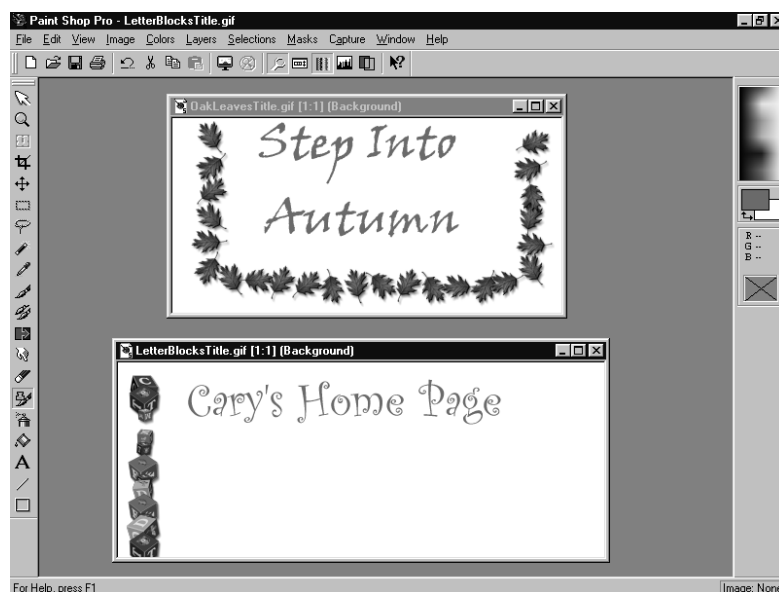 Paint Shop Pro - LetterBlocksTitle.gif
File Edit View Image Colors Layers Selections Masks Capture Window Help
OakLeavesTitle.gif [1:1] (Background)
Step Into
Autumn
LetterBlocksTitle.gif [1:1] (Background)
Cary's Home Page
R --
G --
B --
For Help, press F1
Image: None